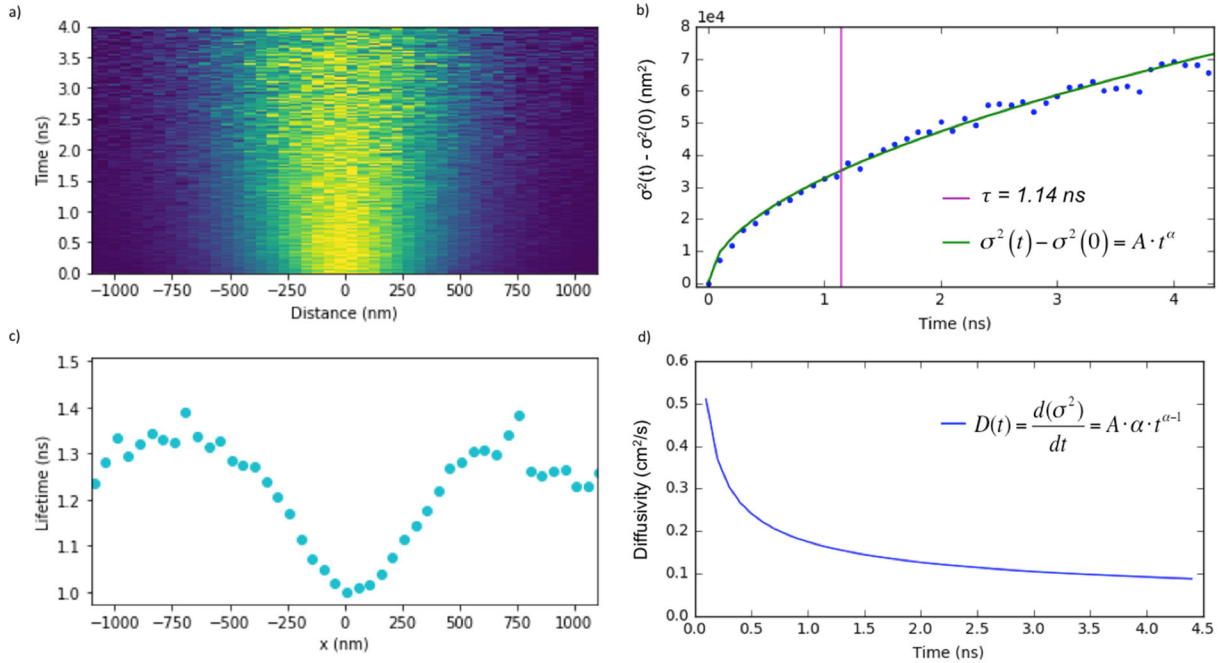 a)
4.0
3.5
3.0
2.5
2.0
1.5
1.0
0.5
0.0
Time (ns)
−1000 −750 −500 −250 0 250 500 750 1000
Distance (nm)
b)
1e4
8
7
6
5
4
3
2
1
0
σ²(t) - σ²(0) (nm²)
τ = 1.14 ns
σ²(t) − σ²(0) = A · t^α
0 1 2 3 4
Time (ns)
c)
1.5
1.4
1.3
1.2
1.1
1.0
Lifetime (ns)
−1000 −750 −500 −250 0 250 500 750 1000
x (nm)
d)
0.6
0.5
0.4
0.3
0.2
0.1
0.0
Diffusivity (cm²/s)
D(t) = d(σ²)/dt = A · α · t^(α−1)
0.0 0.5 1.0 1.5 2.0 2.5 3.0 3.5 4.0 4.5
Time (ns)